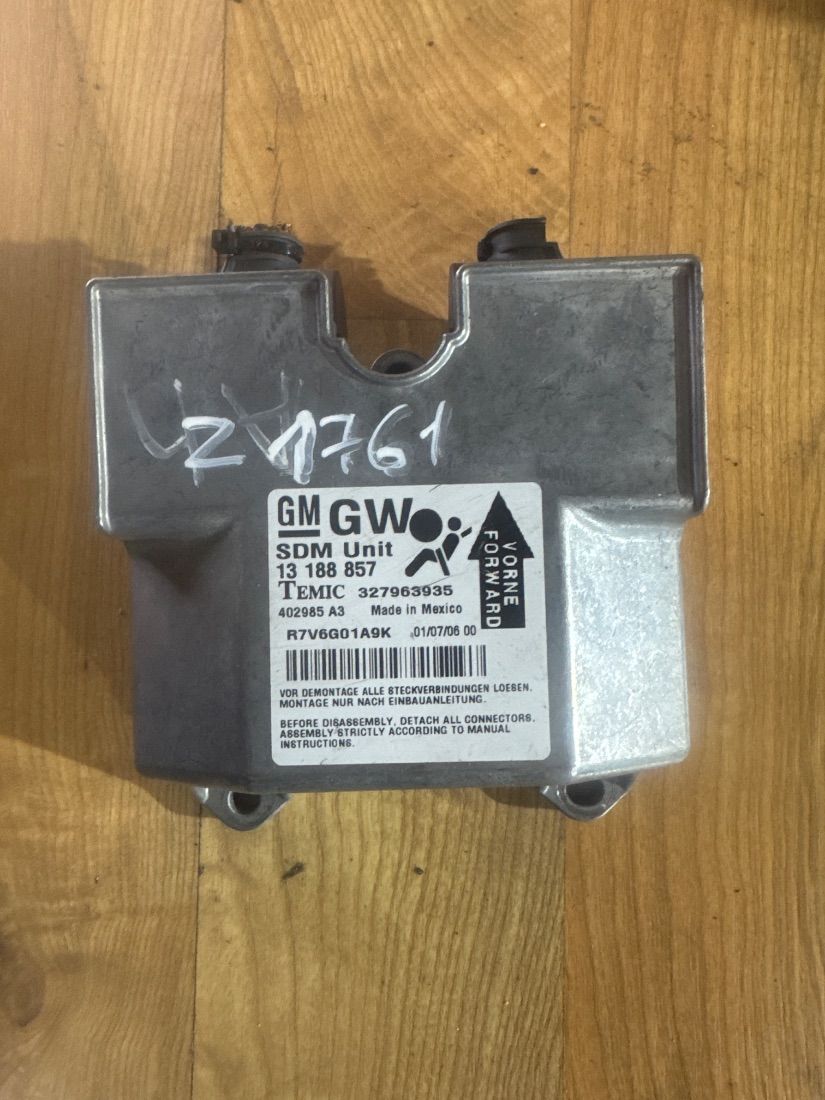 Z 1761
GM GW
SDM Unit
13 188 857
TEMIC 327963935
402985 A3 Made in Mexico
R7V6G01A9K 01/07/06 00
VORNE
FORWARD
VOR DEMONTAGE ALLE STECKVERBINDUNGEN LOESEN.
MONTAGE NUR NACH EINBAUANLEITUNG.
BEFORE DISASSEMBLY, DETACH ALL CONNECTORS.
ASSEMBLY STRICTLY ACCORDING TO MANUAL
INSTRUCTIONS.